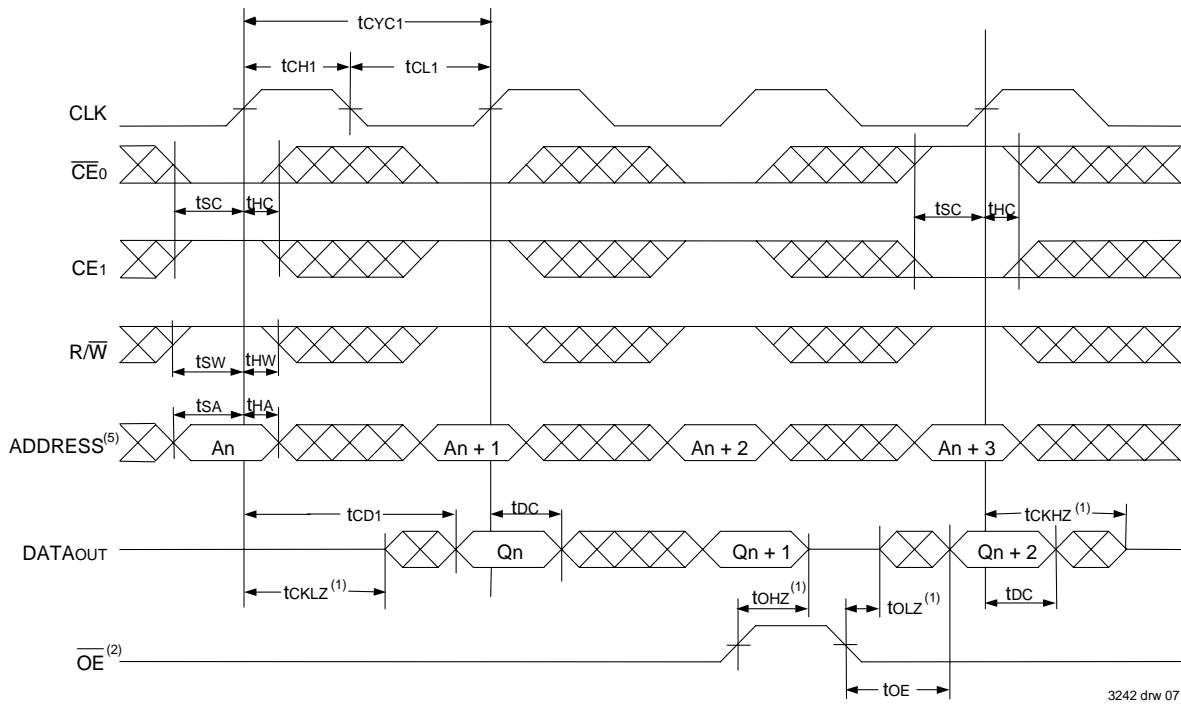 tCYC1
tCH1 tCL1
CLK
CE0
tSC tHC tSC tHC
CE1
R/W
tSW tHW
tSA tHA
ADDRESS(5) An An + 1 An + 2 An + 3
tCD1 tDC tCKHZ(1)
DATAOUT Qn Qn + 1 Qn + 2
tCKLZ(1) tOHZ(1) tOLZ(1) tDC
OE(2)
tOE
3242 drw 07